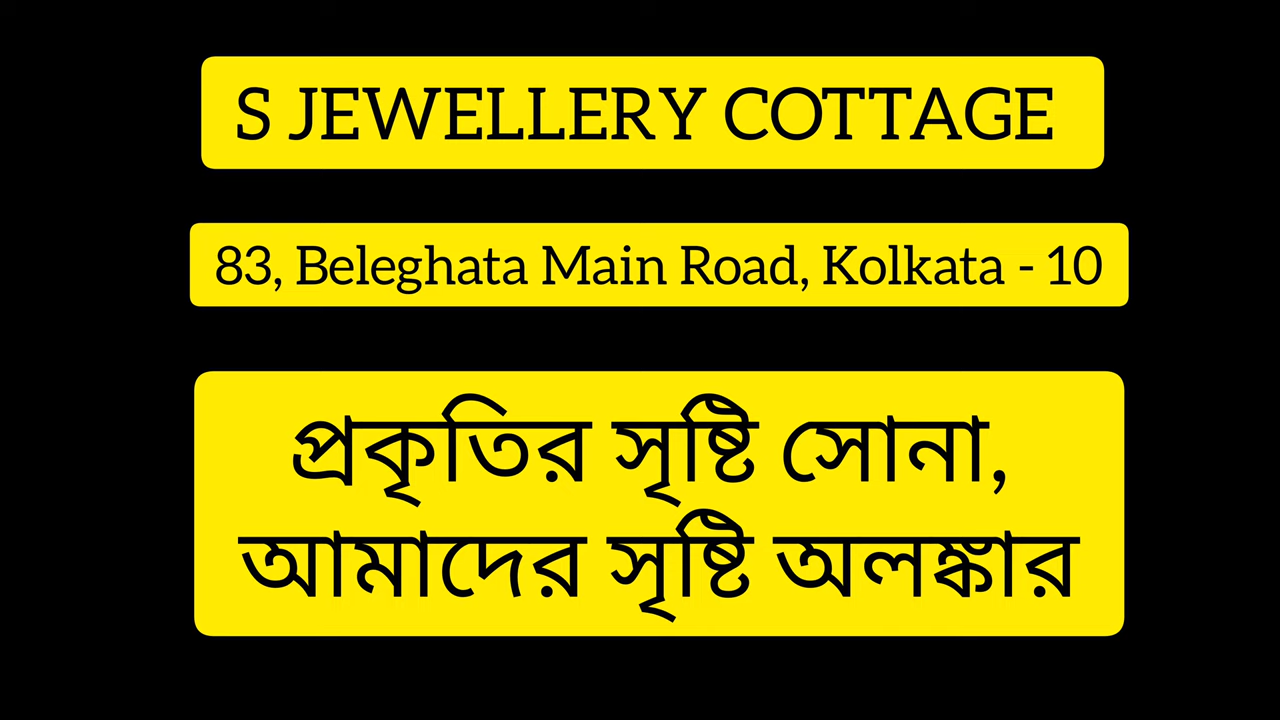 S JEWELLERY COTTAGE
83, Beleghata Main Road, Kolkata - 10
প্রকৃতির সৃষ্টি সোনা,
আমাদের সৃষ্টি অলঙ্কার